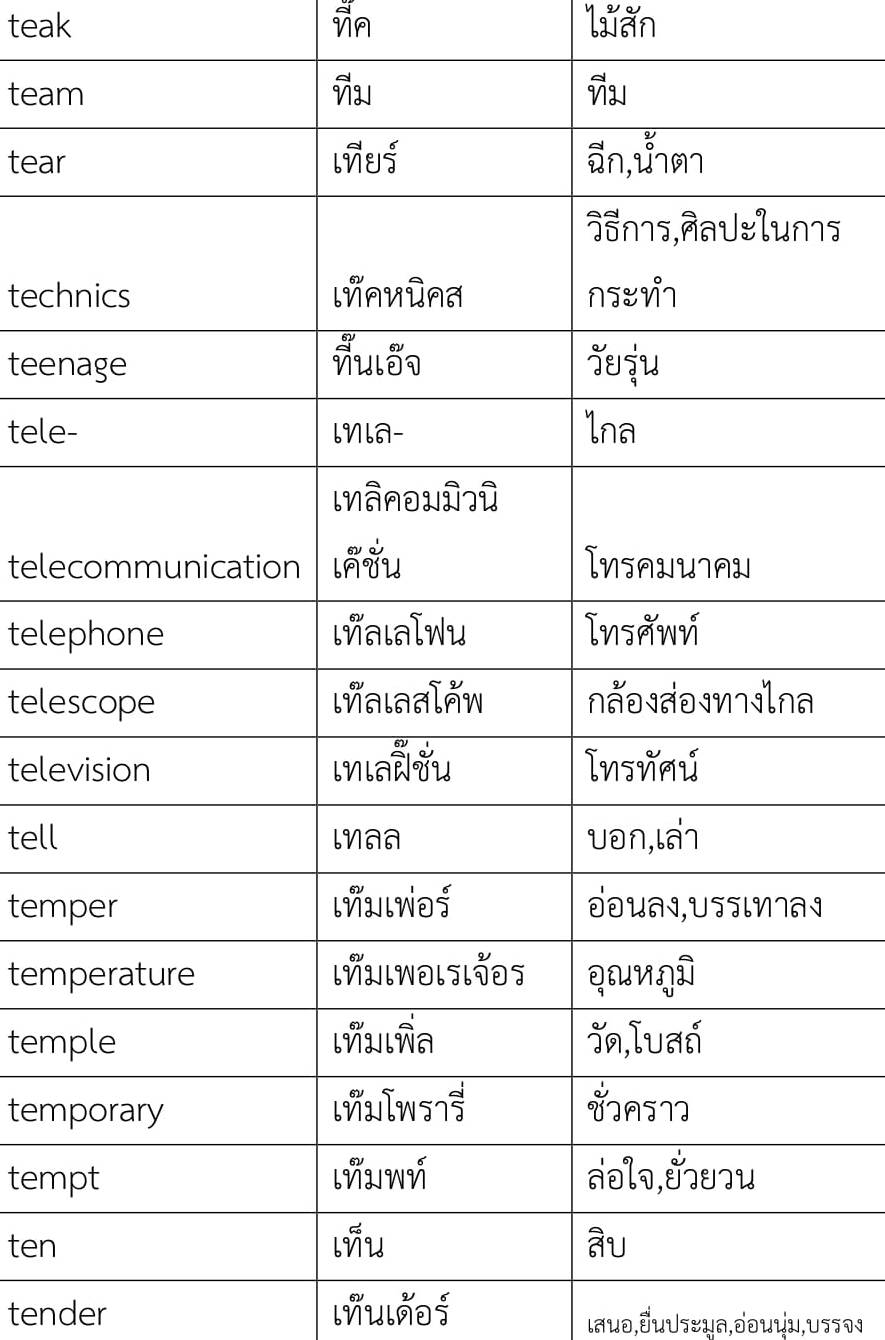 teak ที๊ค ไม้สัก
team ทีม ทีม
tear เทียร์ ฉีก,น้ำตา
วิธีการ,ศิลปะในการ
technics เท๊คหนิคส กระทำ
teenage ที๊นเอ๊จ วัยรุ่น
tele- เทเล- ไกล
เทลิคอมมิวนิ
telecommunication เค๊ชั่น โทรคมนาคม
telephone เท๊ลเลโฟน โทรศัพท์
telescope เท๊ลเลสโค้พ กล้องส่องทางไกล
television เทเลฝิ๊ชั่น โทรทัศน์
tell เทลล บอก,เล่า
temper เท๊มเพ่อร์ อ่อนลง,บรรเทาลง
temperature เท๊มเพอเรเจ้อร อุณหภูมิ
temple เท๊มเพิ่ล วัด,โบสถ์
temporary เท๊มโพรารี่ ชั่วคราว
tempt เท๊มพท์ ล่อใจ,ยั่วยวน
ten เท็น สิบ
tender เท๊นเด้อร์ เสนอ,ยื่นประมูล,อ่อนนุ่ม,บรรจง